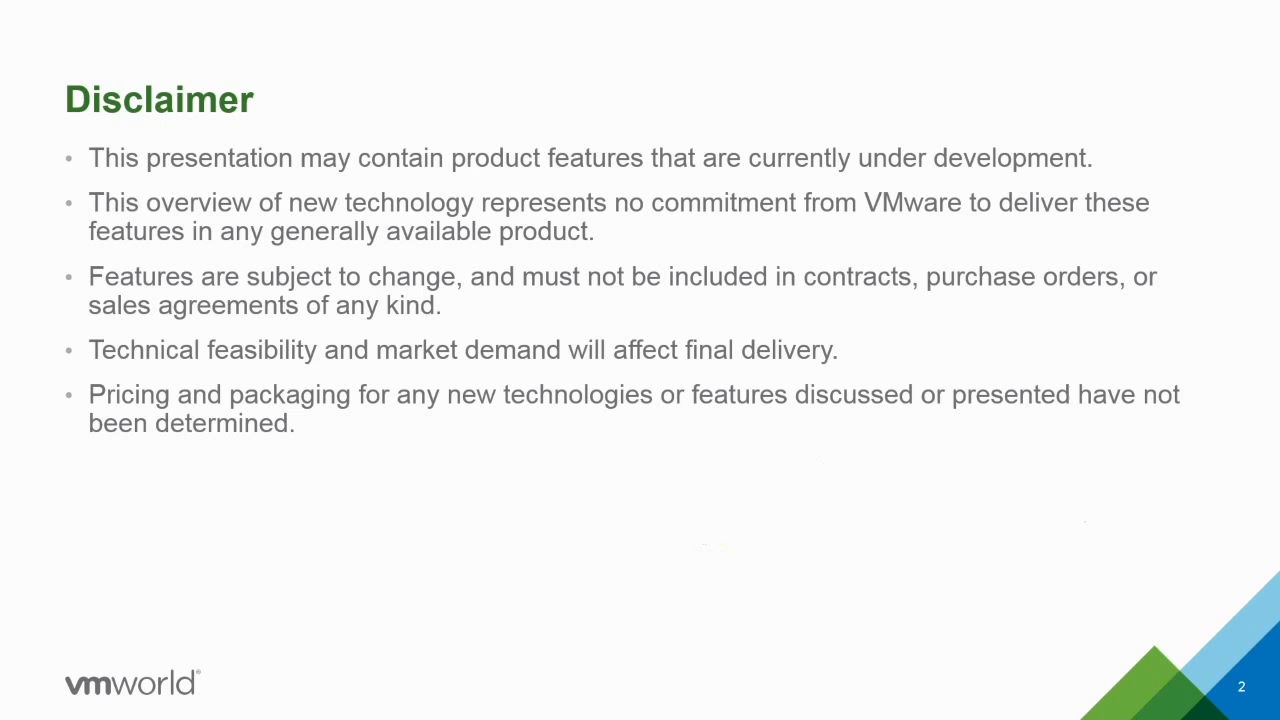 Disclaimer
• This presentation may contain product features that are currently under development.
• This overview of new technology represents no commitment from VMware to deliver these
features in any generally available product.
• Features are subject to change, and must not be included in contracts, purchase orders, or
sales agreements of any kind.
• Technical feasibility and market demand will affect final delivery.
• Pricing and packaging for any new technologies or features discussed or presented have not
been determined.
vmworld®
2